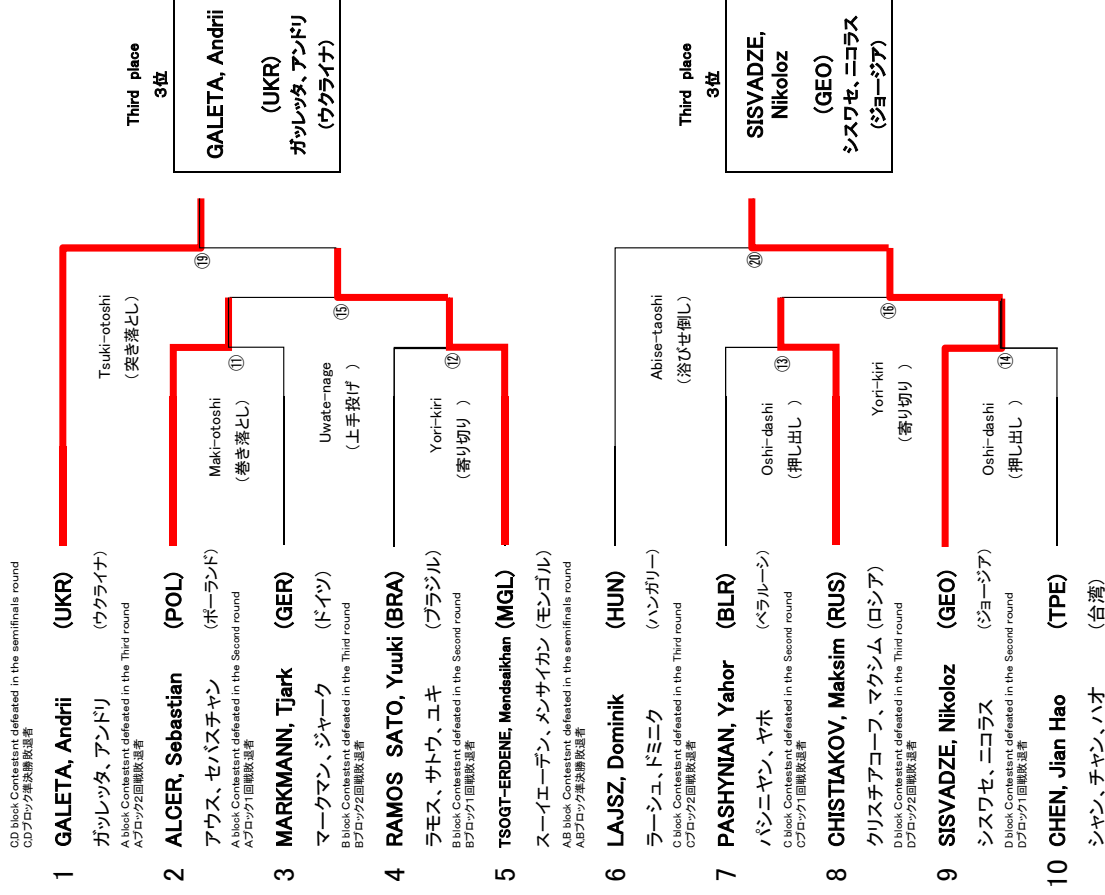 Third place
3位
GALETA, Andrii
(UKR)
ガッレッタ、アンドリ
(ウクライナ)
Third place
3位
SISVADZE,
Nikoloz
(GEO)
シスワセ、ニコラス
(ジョージア)
⑲
⑳
Tsuki-otoshi
(突き落とし)
⑮
Abise-taoshi
(浴びせ倒し)
⑯
⑪
⑫
⑬
⑭
Maki-otoshi
(巻き落とし)
Uwate-nage
(上手投げ )
Yori-kiri
(寄り切り )
Oshi-dashi
(押し出し )
Yori-kiri
(寄り切り )
Oshi-dashi
(押し出し )
C,D block Contestsnt defeated in the semifinals round
C,Dブロック準決勝敗退者
1 GALETA, Andrii (UKR)
ガッレッタ、アンドリ (ウクライナ)
A block Contestsnt defeated in the Third round
Aブロック2回戦敗退者
2 ALCER, Sebastian (POL)
アウス、セバスチャン (ポーランド)
A block Contestsnt defeated in the Second round
Aブロック1回戦敗退者
3 MARKMANN, Tjark (GER)
マークマン、ジャーク (ドイツ)
B block Contestsnt defeated in the Third round
Bブロック2回戦敗退者
4 RAMOS SATO, Yuuki (BRA)
ラモス、サトウ、ユキ (ブラジル)
B block Contestsnt defeated in the Second round
Bブロック1回戦敗退者
5 TSOGT-ERDENE, Mendsaikhan (MGL)
スーイェーデン、メンサイカン (モンゴル)
A,B block Contestsnt defeated in the semifinals round
A,Bブロック準決勝敗退者
6 LAJSZ, Dominik (HUN)
ラーシュ、ドミニク (ハンガリー)
C block Contestsnt defeated in the Third round
Cブロック2回戦敗退者
7 PASHYNIAN, Yahor (BLR)
パシニヤン、ヤホ (ベラルーシ)
C block Contestsnt defeated in the Second round
Cブロック1回戦敗退者
8 CHISTIAKOV, Maksim (RUS)
クリスチアコーフ、マクシム (ロシア)
D block Contestsnt defeated in the Third round
Dブロック2回戦敗退者
9 SISVADZE, Nikoloz (GEO)
シスワセ、ニコラス (ジョージア)
D block Contestsnt defeated in the Second round
Dブロック1回戦敗退者
10 CHEN, Jian Hao (TPE)
シャン、チャン、ハオ (台湾)